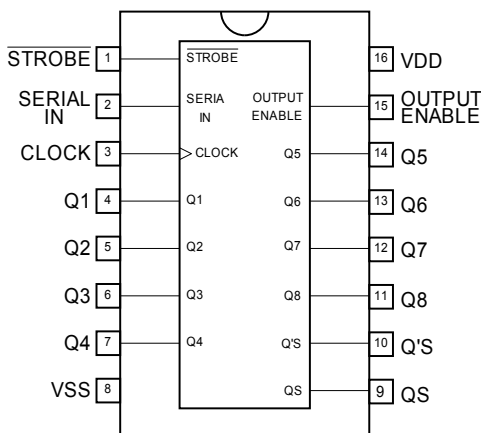 STROBE 1 STROBE 16 VDD
SERIAL IN 2 SERIA IN OUTPUT ENABLE 15 OUTPUT ENABLE
CLOCK 3 CLOCK Q5 14 Q5
Q1 4 Q1 Q6 13 Q6
Q2 5 Q2 Q7 12 Q7
Q3 6 Q3 Q8 11 Q8
Q4 7 Q4 Q'S 10 Q'S
VSS 8 QS 9 QS